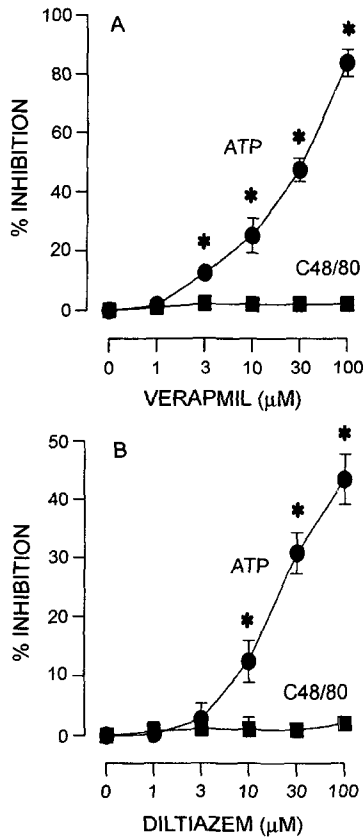 A
100
80
60
40
20
0
% INHIBITION
ATP
C48/80
0 1 3 10 30 100
VERAPMIL (μM)
B
50
40
30
20
10
0
% INHIBITION
ATP
C48/80
0 1 3 10 30 100
DILTIAZEM (μM)